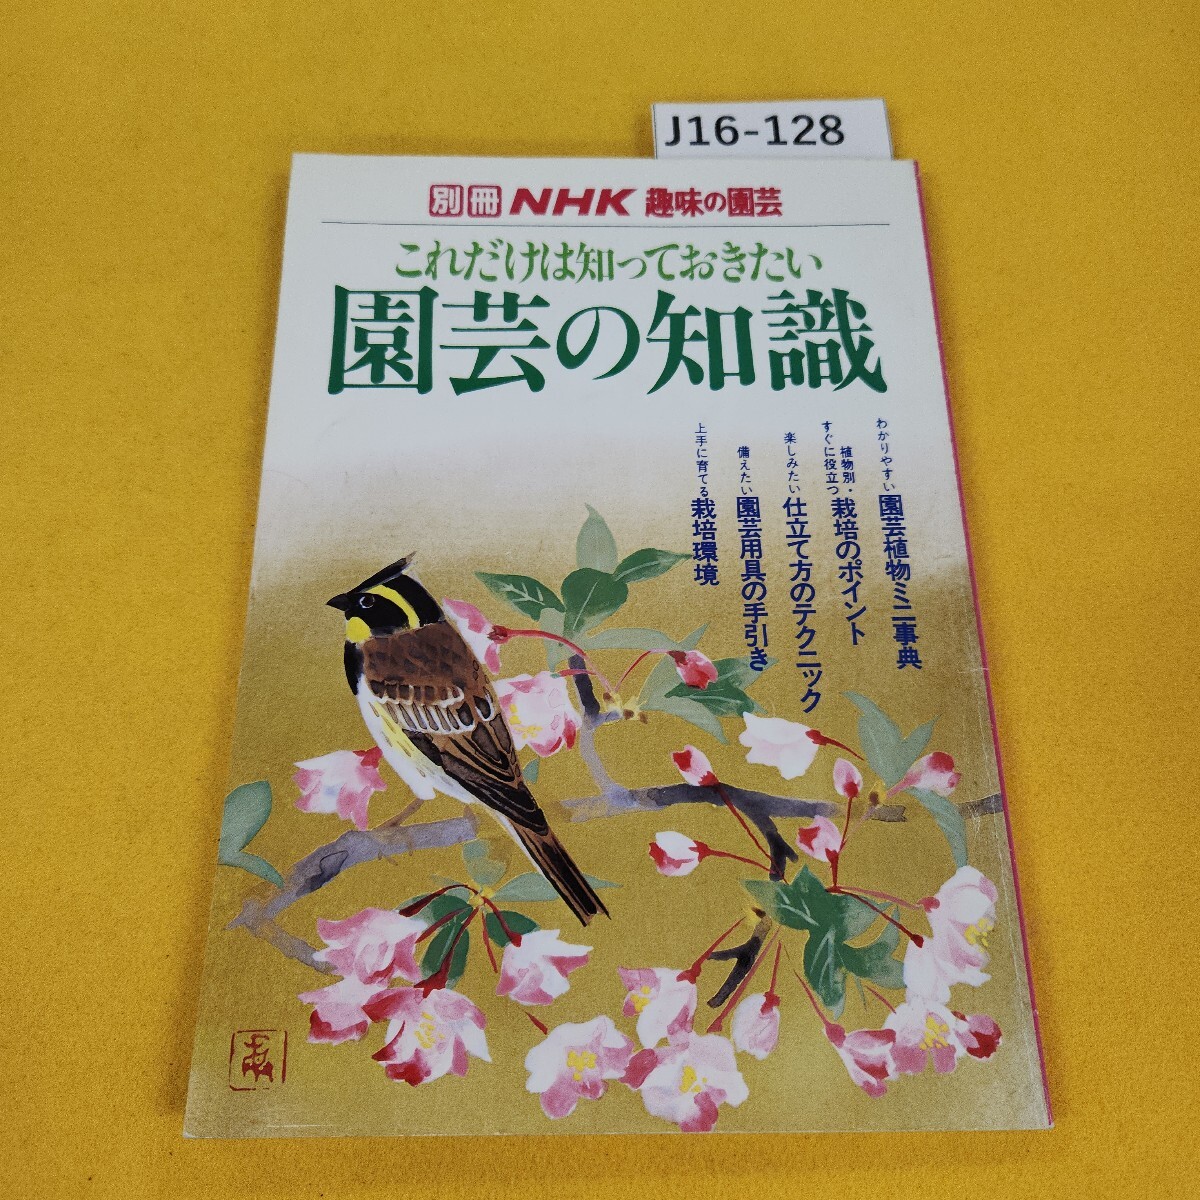 J16-128
別冊 NHK 趣味の園芸
これだけは知っておきたい
園芸の知識
わかりやすい園芸植物ミニ事典
すぐに役立つ植物別・栽培のポイント
楽しみたい仕立て方のテクニック
備えたい園芸用具の手引き
上手に育てる栽培環境